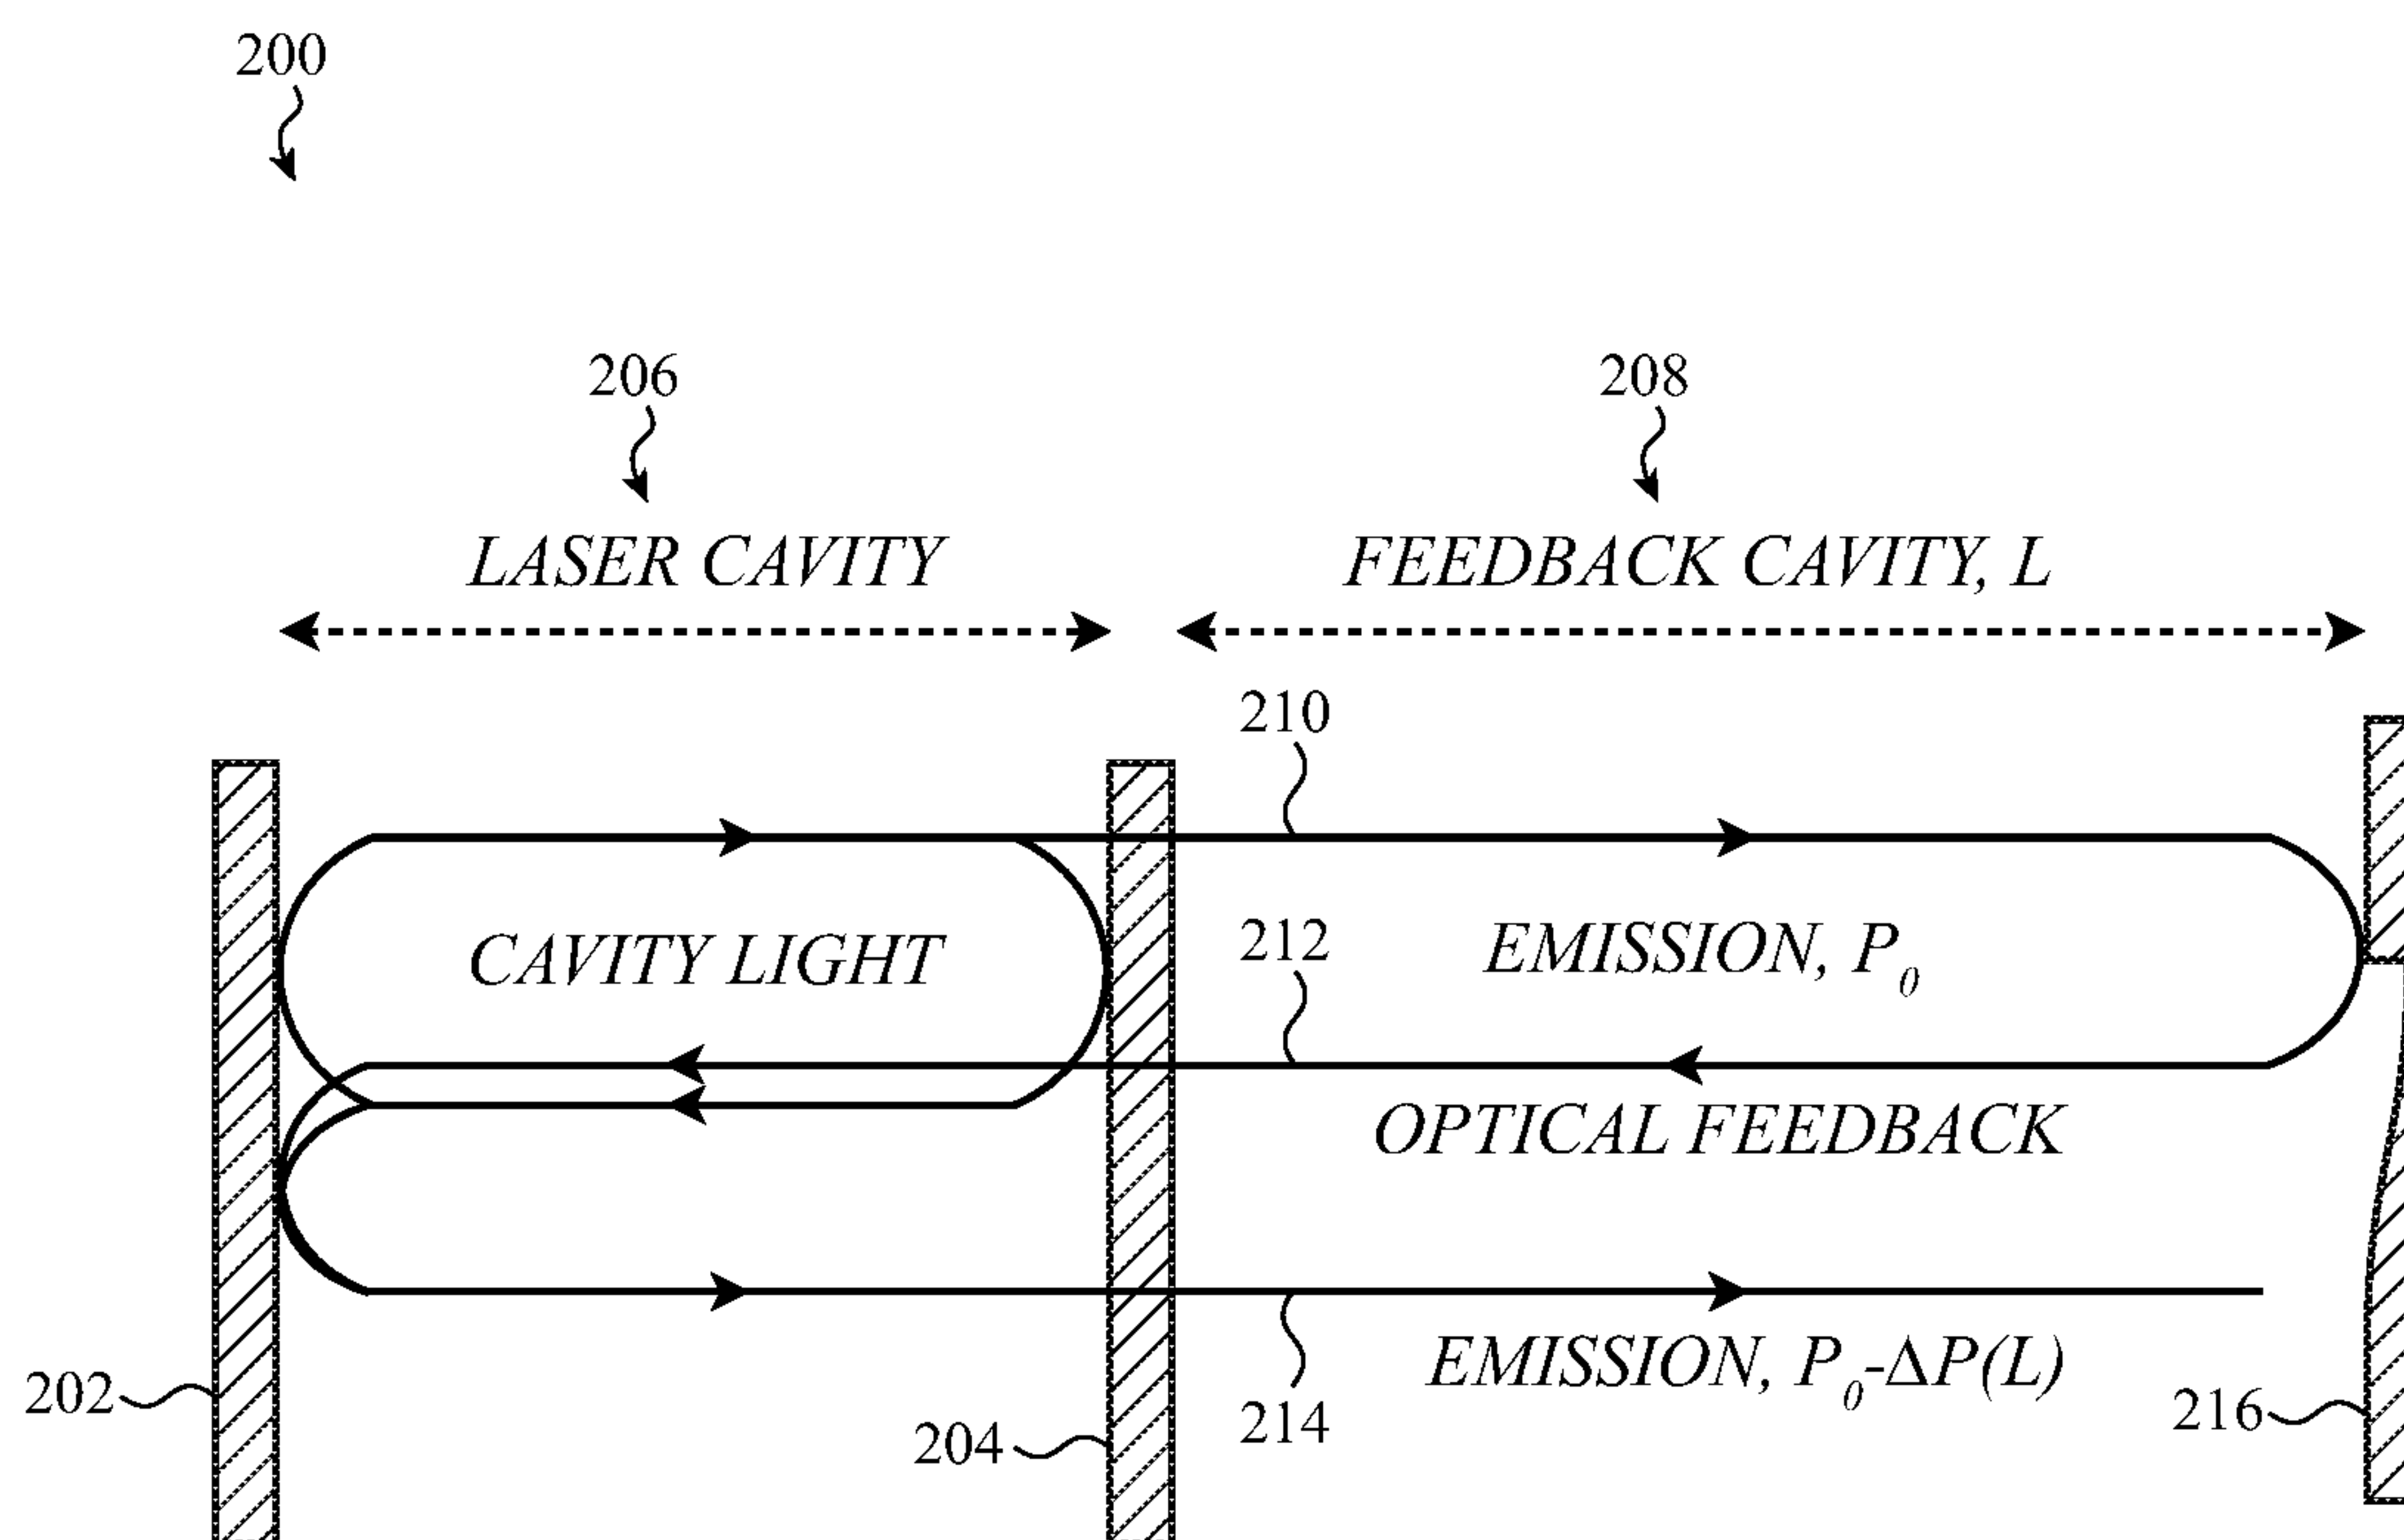 200
206
208
LASER CAVITY
FEEDBACK CAVITY, L
210
212
CAVITY LIGHT
EMISSION, P₀
OPTICAL FEEDBACK
EMISSION, P₀-ΔP(L)
202
204
214
216